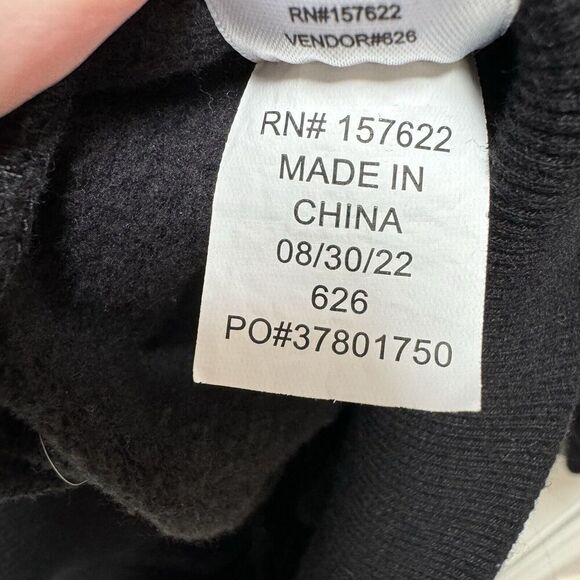 RN#157622
VENDOR#626
RN# 157622
MADE IN
CHINA
08/30/22
626
PO#37801750